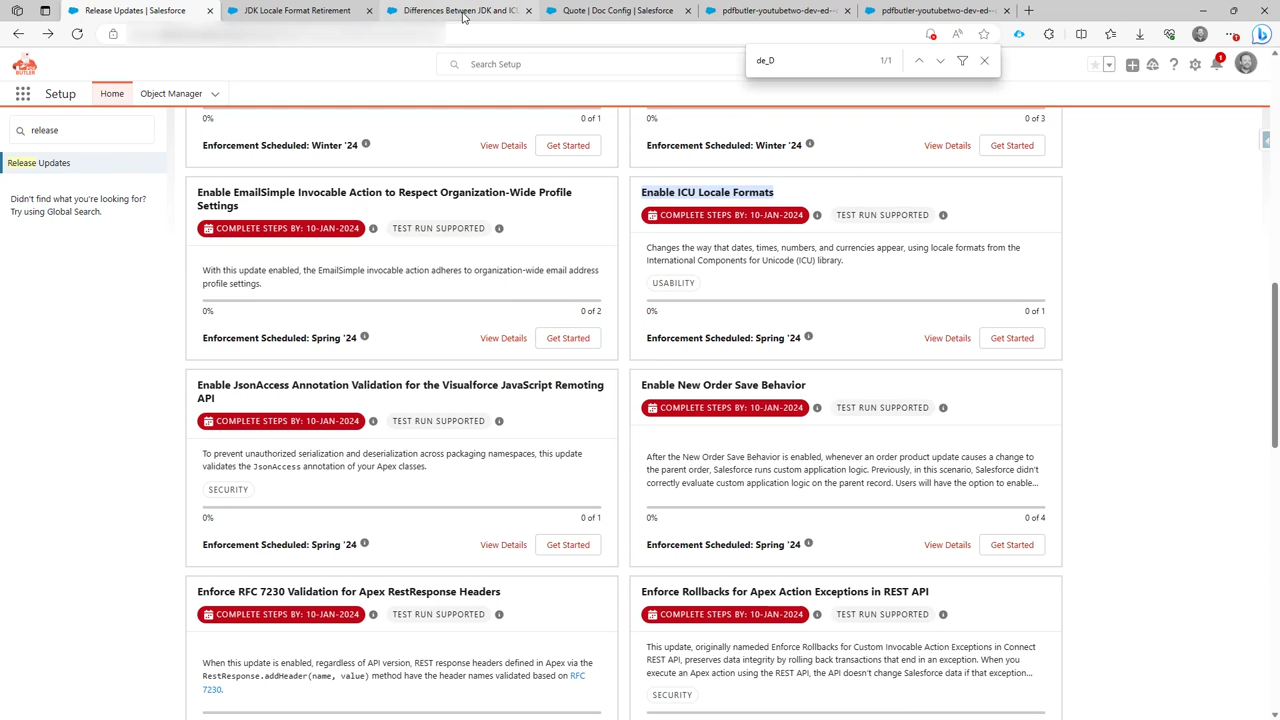 Release Updates | Salesforce
JDK Locale Format Retirement
Differences Between JDK and ICU
Quote | Doc Config | Salesforce
pdfbutler-youtubetwo-dev-ed--c
pdfbutler-youtubetwo-dev-ed--c
de_D
1/1
BUTLER
Search Setup
1
Setup
Home
Object Manager
release
Release Updates
Didn't find what you're looking for?
Try using Global Search.
0%
0 of 1
Enforcement Scheduled: Winter '24
View Details
Get Started
0%
0 of 3
Enforcement Scheduled: Winter '24
View Details
Get Started
Enable EmailSimple Invocable Action to Respect Organization-Wide Profile
Settings
COMPLETE STEPS BY: 10-JAN-2024
TEST RUN SUPPORTED
With this update enabled, the EmailSimple invocable action adheres to organization-wide email address
profile settings.
0%
0 of 2
Enforcement Scheduled: Spring '24
View Details
Get Started
Enable ICU Locale Formats
COMPLETE STEPS BY: 10-JAN-2024
TEST RUN SUPPORTED
Changes the way that dates, times, numbers, and currencies appear, using locale formats from the
International Components for Unicode (ICU) library.
USABILITY
0%
0 of 1
Enforcement Scheduled: Spring '24
View Details
Get Started
Enable JsonAccess Annotation Validation for the Visualforce JavaScript Remoting
API
COMPLETE STEPS BY: 10-JAN-2024
TEST RUN SUPPORTED
To prevent unauthorized serialization and deserialization across packaging namespaces, this update
validates the JsonAccess annotation of your Apex classes.
SECURITY
0%
0 of 1
Enforcement Scheduled: Spring '24
View Details
Get Started
Enable New Order Save Behavior
COMPLETE STEPS BY: 10-JAN-2024
TEST RUN SUPPORTED
After the New Order Save Behavior is enabled, whenever an order product update causes a change to
the parent order, Salesforce runs custom application logic. Previously, in this scenario, Salesforce didn't
correctly evaluate custom application logic on the parent record. Users will have the option to enable...
0%
0 of 4
Enforcement Scheduled: Spring '24
View Details
Get Started
Enforce RFC 7230 Validation for Apex RestResponse Headers
COMPLETE STEPS BY: 10-JAN-2024
TEST RUN SUPPORTED
When this update is enabled, regardless of API version, REST response headers defined in Apex via the
RestResponse.addHeader(name, value) method have the header names validated based on RFC
7230.
Enforce Rollbacks for Apex Action Exceptions in REST API
COMPLETE STEPS BY: 10-JAN-2024
TEST RUN SUPPORTED
This update, originally nameded Enforce Rollbacks for Custom Invocable Action Exceptions in Connect
REST API, preserves data integrity by rolling back transactions that end in an exception. When you
execute an Apex action using the REST API, the API doesn't change Salesforce data if that exception...
SECURITY